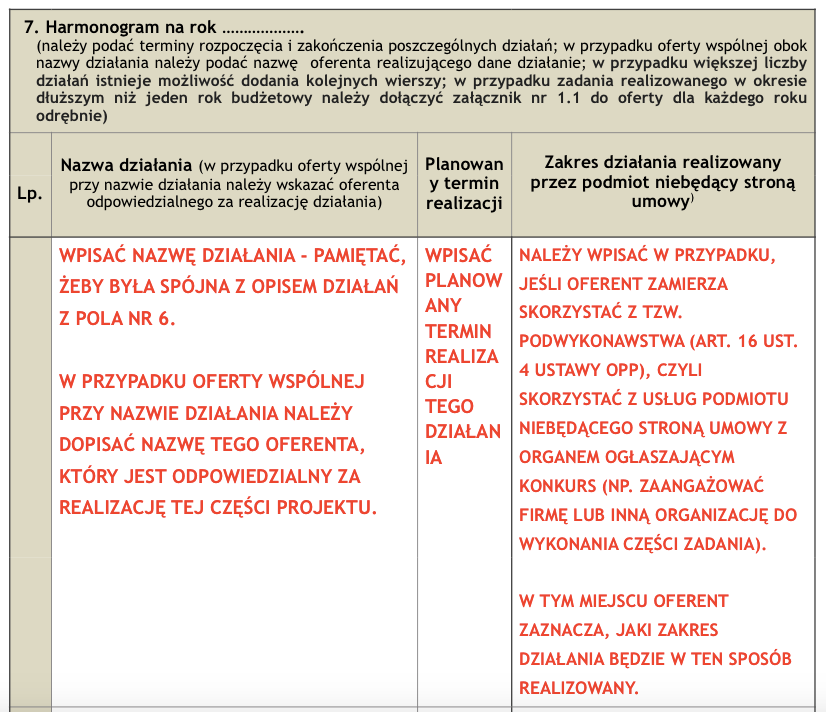 7. Harmonogram na rok ……………….
(należy podać terminy rozpoczęcia i zakończenia poszczególnych działań; w przypadku oferty wspólnej obok
nazwy działania należy podać nazwę oferenta realizującego dane działanie; w przypadku większej liczby
działań istnieje możliwość dodania kolejnych wierszy; w przypadku zadania realizowanego w okresie
dłuższym niż jeden rok budżetowy należy dołączyć załącznik nr 1.1 do oferty dla każdego roku
odrębnie)
Lp.
Nazwa działania (w przypadku oferty wspólnej
przy nazwie działania należy wskazać oferenta
odpowiedzialnego za realizację działania)
Planowan
y termin
realizacji
Zakres działania realizowany
przez podmiot niebędący stroną
umowy)
WPISAĆ NAZWĘ DZIAŁANIA – PAMIĘTAĆ,
ŻEBY BYŁA SPÓJNA Z OPISEM DZIAŁAŃ
Z POLA NR 6.
W PRZYPADKU OFERTY WSPÓLNEJ
PRZY NAZWIE DZIAŁANIA NALEŻY
DOPISAĆ NAZWĘ TEGO OFERENTA,
KTÓRY JEST ODPOWIEDZIALNY ZA
REALIZACJĘ TEJ CZĘŚCI PROJEKTU.
WPISAĆ
PLANOW
ANY
TERMIN
REALIZA
CJI
TEGO
DZIAŁAN
IA
NALEŻY WPISAĆ W PRZYPADKU,
JEŚLI OFERENT ZAMIERZA
SKORZYSTAĆ Z TZW.
PODWYKONAWSTWA (ART. 16 UST.
4 USTAWY OPP), CZYLI
SKORZYSTAĆ Z USŁUG PODMIOTU
NIEBĘDĄCEGO STRONĄ UMOWY Z
ORGANEM OGŁASZAJĄCYM
KONKURS (NP. ZAANGAŻOWAĆ
FIRMĘ LUB INNĄ ORGANIZACJĘ DO
WYKONANIA CZĘŚCI ZADANIA).
W TYM MIEJSCU OFERENT
ZAZNACZA, JAKI ZAKRES
DZIAŁANIA BĘDZIE W TEN SPOSÓB
REALIZOWANY.